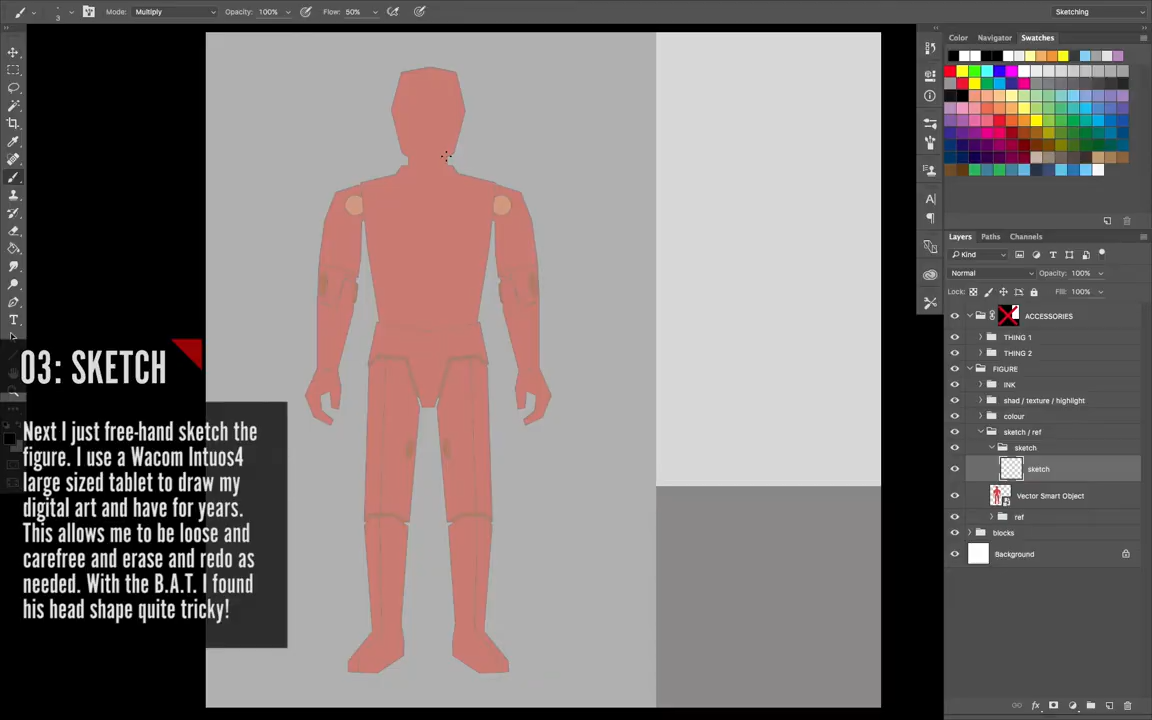 3
Mode: Multiply
Opacity: 100%
Flow: 50%
Sketching
Color Navigator Swatches
03: SKETCH
Next I just free-hand sketch the
figure. I use a Wacom Intuos4
large sized tablet to draw my
digital art and have for years.
This allows me to be loose and
carefree and erase and redo as
needed. With the B.A.T. I found
his head shape quite tricky!
Layers Paths Channels
Kind
Normal Opacity: 100%
Lock: Fill: 100%
ACCESSORIES
THING 1
THING 2
FIGURE
INK
shad / texture / highlight
colour
sketch / ref
sketch
sketch
Vector Smart Object
ref
blocks
Background
fx